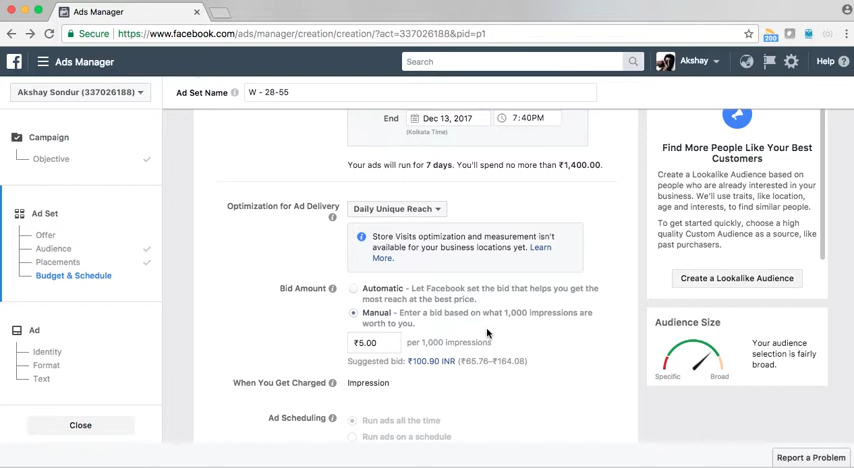 Ads Manager
Secure https://www.facebook.com/ads/manager/creation/creation/?act=337026188&pid=p1
200
Ads Manager
Search
Akshay
Help
Akshay Sondur (337026188)
Ad Set Name
W - 28-55
Campaign
Objective
Ad Set
Offer
Audience
Placements
Budget & Schedule
Ad
Identity
Format
Text
Close
End Dec 13, 2017 7:40PM
(Kolkata Time)
Your ads will run for 7 days. You'll spend no more than ₹1,400.00.
Optimization for Ad Delivery
Daily Unique Reach
Store Visits optimization and measurement isn't
available for your business locations yet. Learn
More.
Bid Amount
Automatic - Let Facebook set the bid that helps you get the
most reach at the best price.
Manual - Enter a bid based on what 1,000 impressions are
worth to you.
₹5.00 per 1,000 impressions
Suggested bid: ₹100.90 INR (₹65.76–₹164.08)
When You Get Charged Impression
Ad Scheduling Run ads all the time
Run ads on a schedule
Find More People Like Your Best
Customers
Create a Lookalike Audience based on
people who are already interested in your
business. We'll use traits, like location,
age and interests, to find similar people.
To get started quickly, choose a high
quality Custom Audience as a source, like
past purchasers.
Create a Lookalike Audience
Audience Size
Your audience
selection is fairly
broad.
Specific Broad
Report a Problem